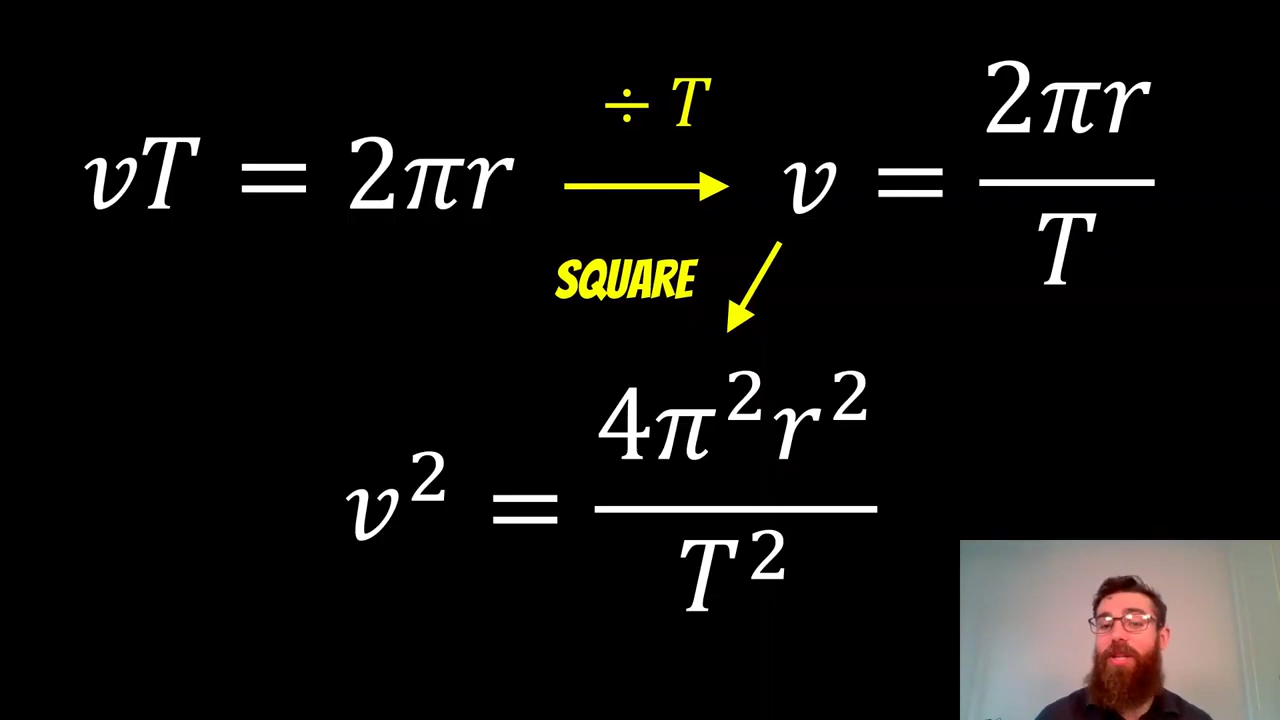 vT = 2πr
÷ T
v = 2πr / T
SQUARE
v² = 4π²r² / T²